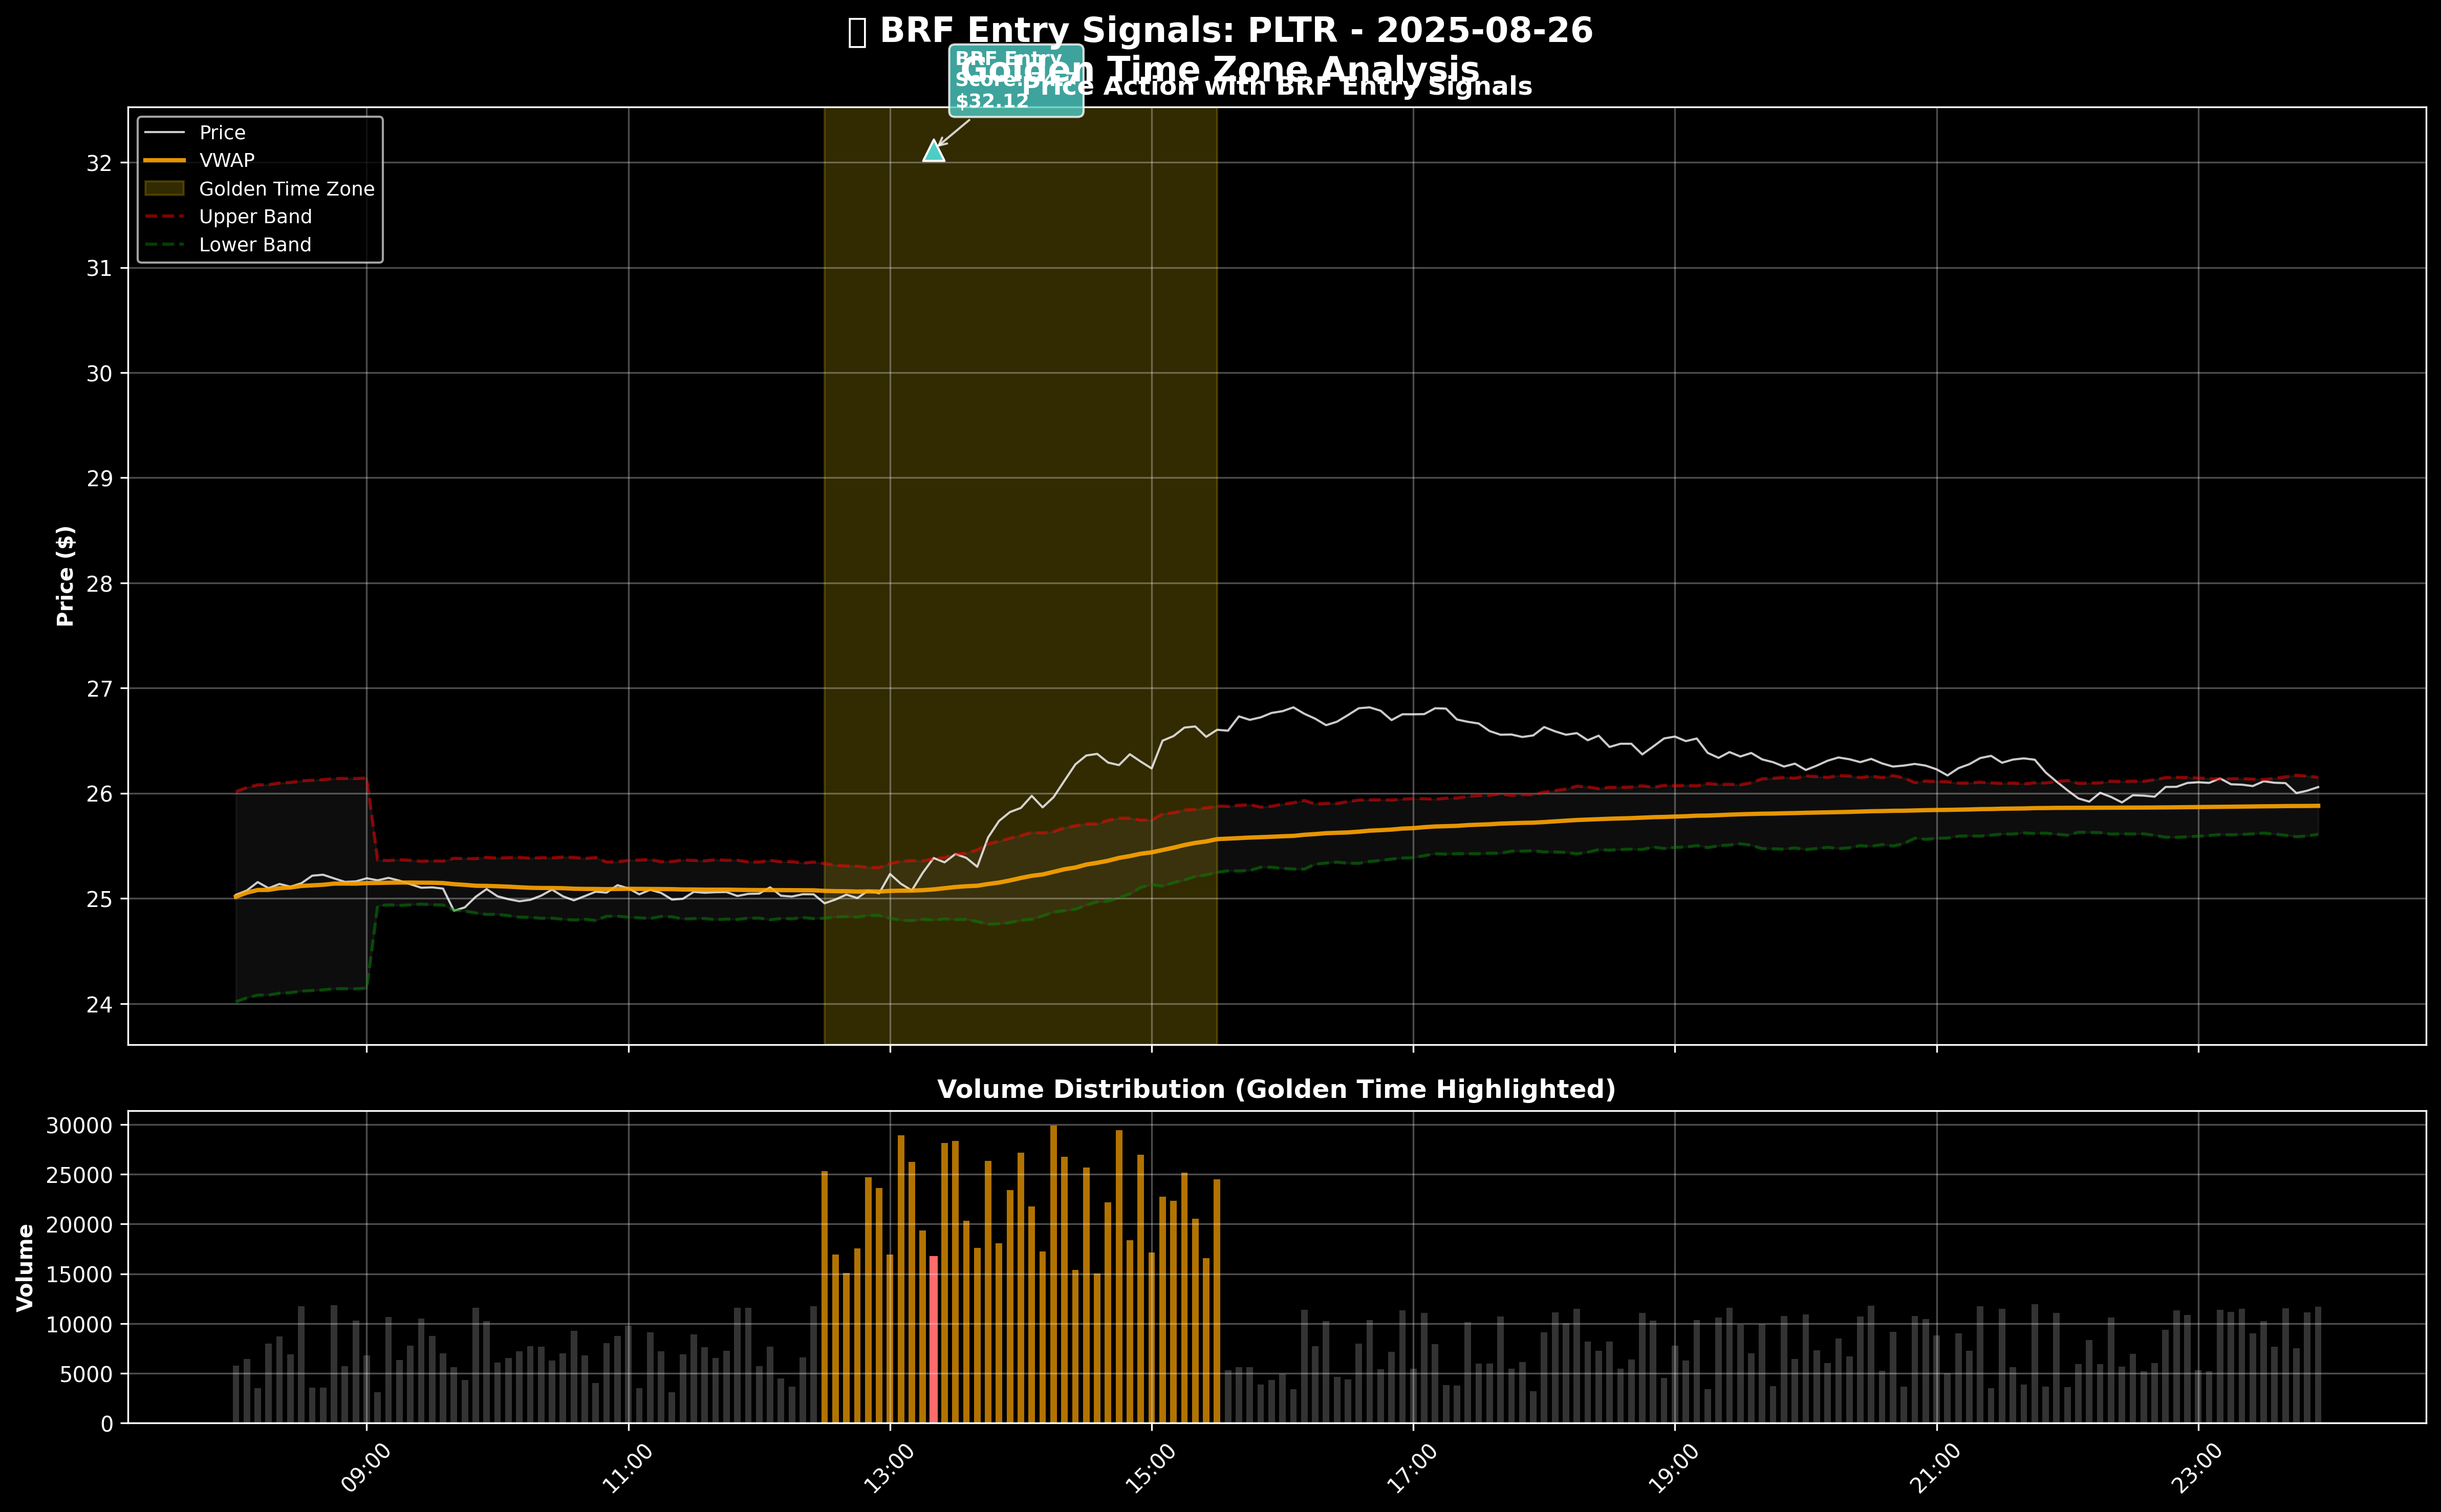 BRF Entry Signals: PLTR - 2025-08-26
Golden Time Zone Analysis
BRF Entry
$32.12
Price Action with BRF Entry Signals
Price
VWAP
Golden Time Zone
Upper Band
Lower Band
Price ($)
32
31
30
29
28
27
26
25
24
Volume Distribution (Golden Time Highlighted)
Volume
30000
25000
20000
15000
10000
5000
0
09:00
11:00
13:00
15:00
17:00
19:00
21:00
23:00